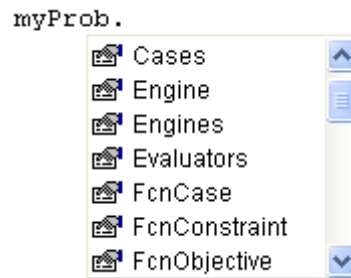 myProb.
Cases
Engine
Engines
Evaluators
FcnCase
FcnConstraint
FcnObjective